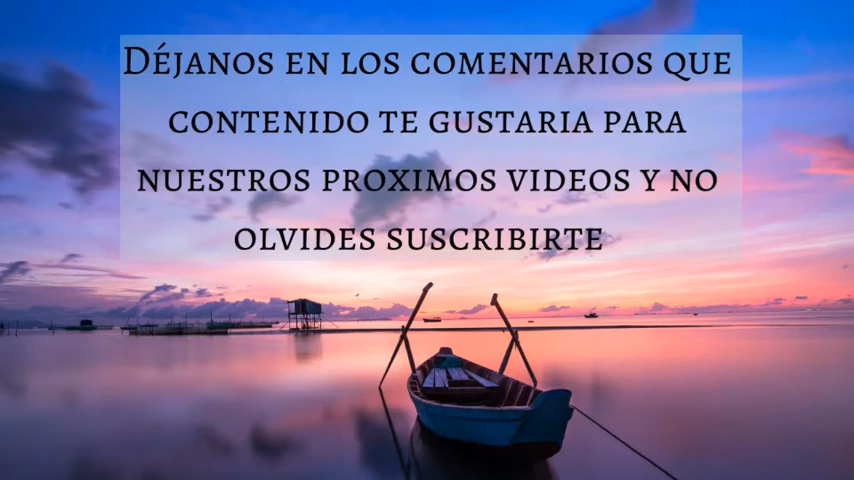 Déjanos en los comentarios que
contenido te gustaria para
nuestros proximos videos y no
olvides suscribirte